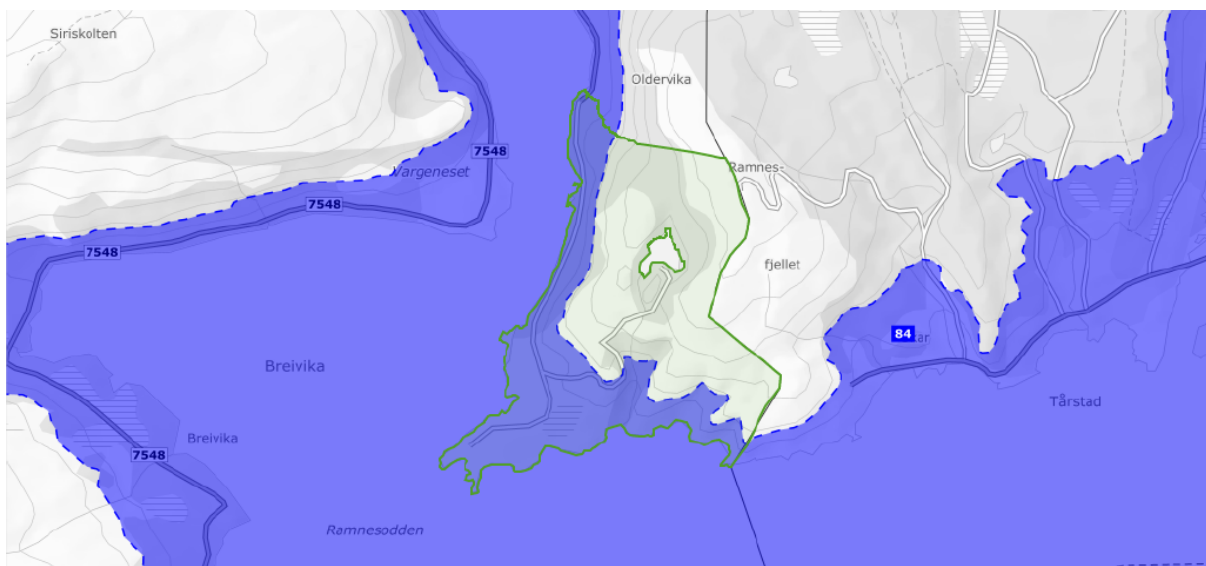 Siriskolten
Oldervika
7548
Vargeneset
Ramnes-
7548
7548
fjellet
84
Breivika
Tårstad
Breivika
7548
Ramnesodden